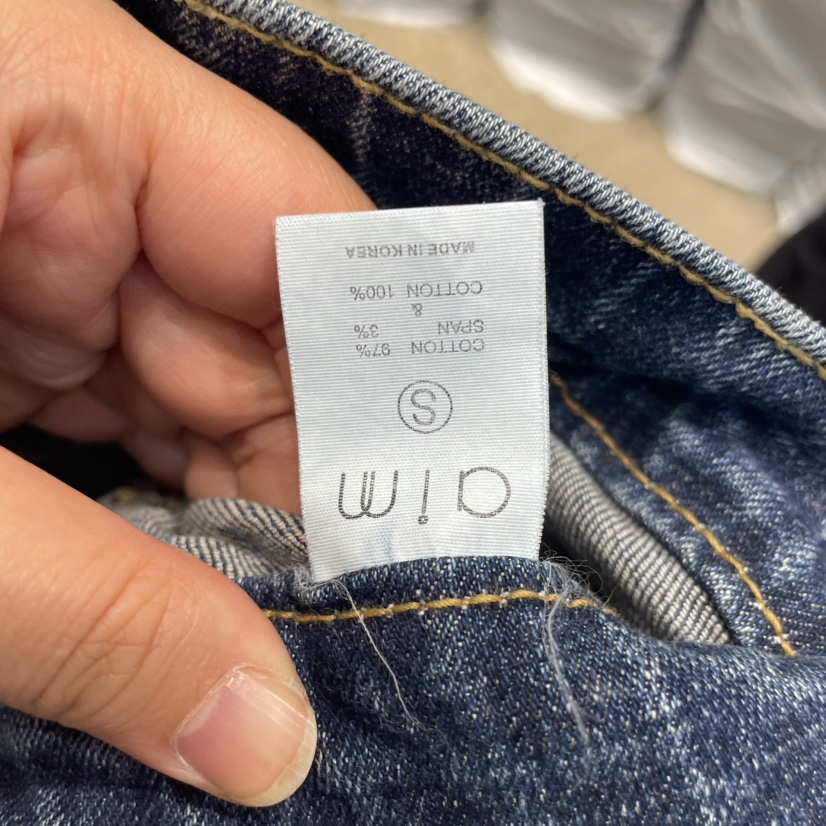 aim
S
COTTON 97%
SPAN 3%
&
COTTON 100%
MADE IN KOREA